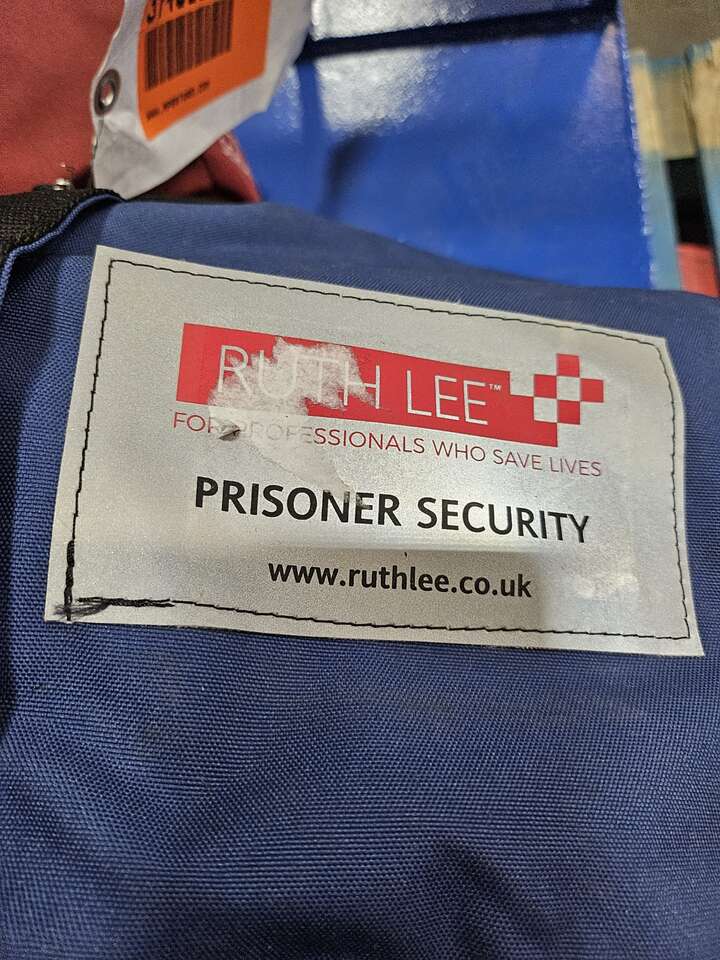 RUTH LEE™
FOR PROFESSIONALS WHO SAVE LIVES
PRISONER SECURITY
www.ruthlee.co.uk